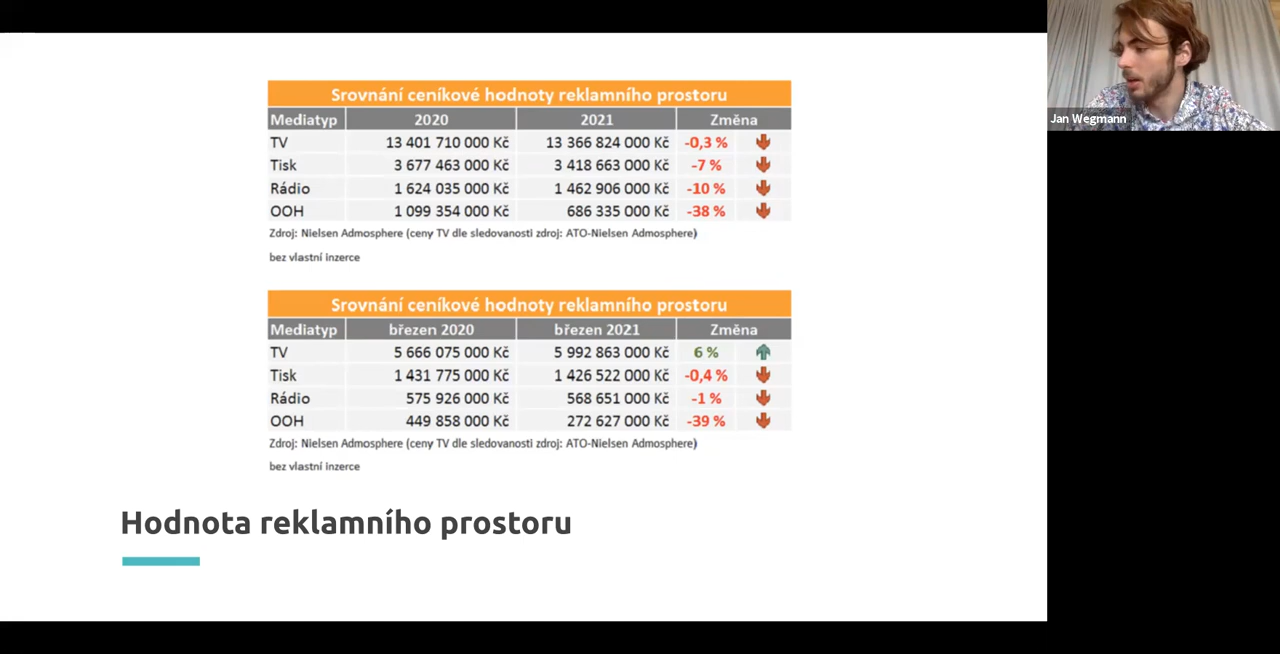 Srovnání ceníkové hodnoty reklamního prostoru
Mediatyp 2020 2021 Změna
TV 13 401 710 000 Kč 13 366 824 000 Kč -0,3 %
Tisk 3 677 463 000 Kč 3 418 663 000 Kč -7 %
Rádio 1 624 035 000 Kč 1 462 906 000 Kč -10 %
OOH 1 099 354 000 Kč 686 335 000 Kč -38 %
Zdroj: Nielsen Admosphere (ceny TV dle sledovanosti zdroj: ATO-Nielsen Admosphere)
bez vlastní inzerce
Srovnání ceníkové hodnoty reklamního prostoru
Mediatyp březen 2020 březen 2021 Změna
TV 5 666 075 000 Kč 5 992 863 000 Kč 6 %
Tisk 1 431 775 000 Kč 1 426 522 000 Kč -0,4 %
Rádio 575 926 000 Kč 568 651 000 Kč -1 %
OOH 449 858 000 Kč 272 627 000 Kč -39 %
Zdroj: Nielsen Admosphere (ceny TV dle sledovanosti zdroj: ATO-Nielsen Admosphere)
bez vlastní inzerce
Hodnota reklamního prostoru
Jan Wegmann